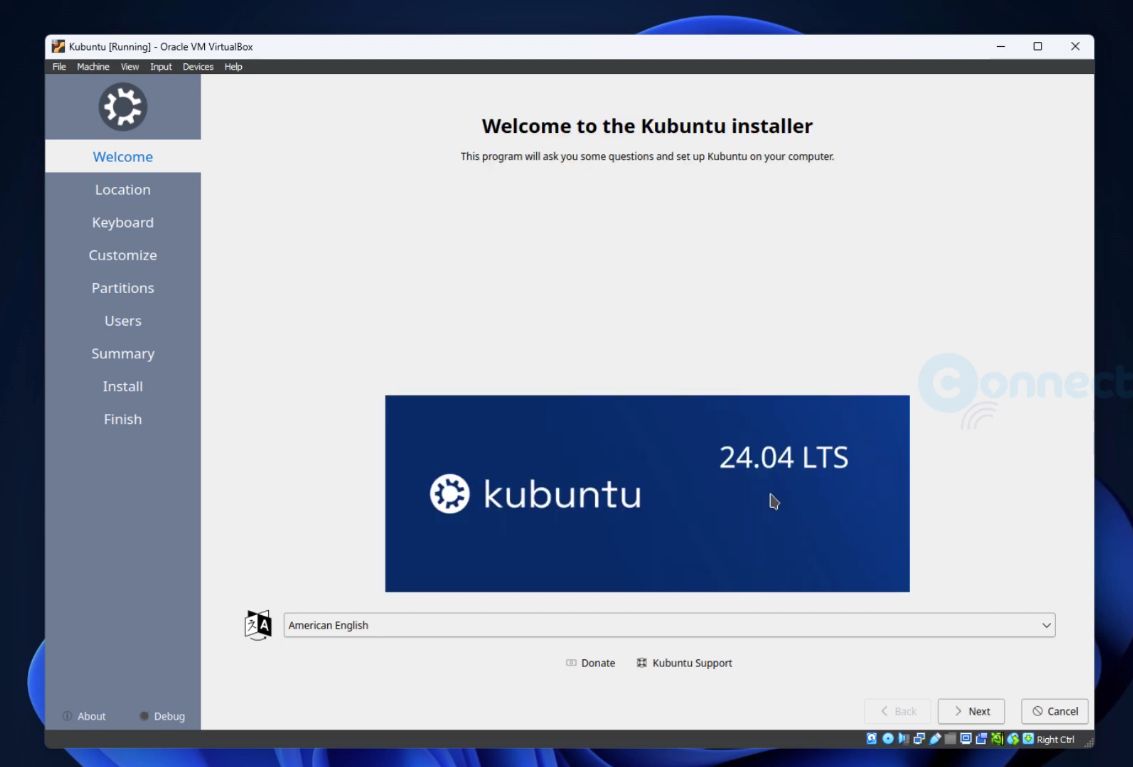 Kubuntu [Running] - Oracle VM VirtualBox
File Machine View Input Devices Help
Welcome
Location
Keyboard
Customize
Partitions
Users
Summary
Install
Finish
About Debug
Welcome to the Kubuntu installer
This program will ask you some questions and set up Kubuntu on your computer.
24.04 LTS
kubuntu
Connect
American English
Donate Kubuntu Support
Back Next Cancel
Right Ctrl